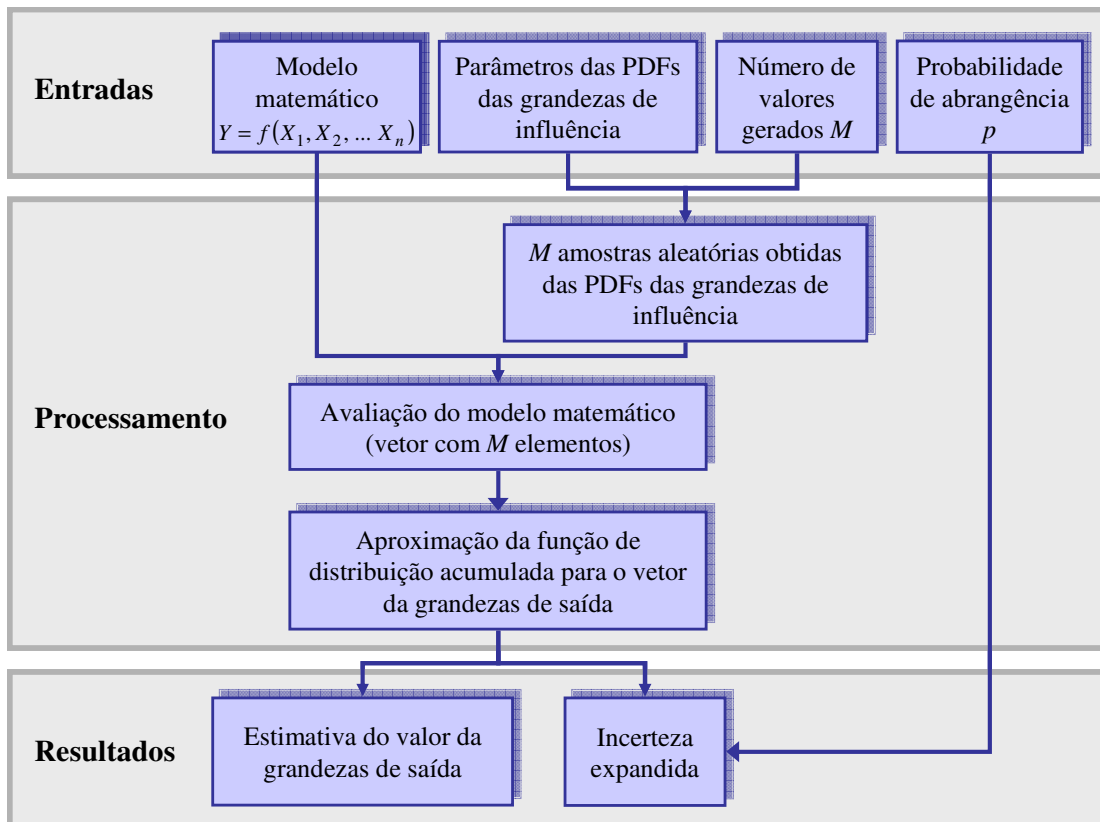 Entradas
Modelo
matemático
Y = f(X₁, X₂, ... Xₙ)
Parâmetros das PDFs
das grandezas de
influência
Número de
valores
gerados M
Probabilidade
de abrangência
p
M amostras aleatórias obtidas
das PDFs das grandezas de
influência
Processamento
Avaliação do modelo matemático
(vetor com M elementos)
Aproximação da função de
distribuição acumulada para o vetor
da grandezas de saída
Resultados
Estimativa do valor da
grandezas de saída
Incerteza
expandida